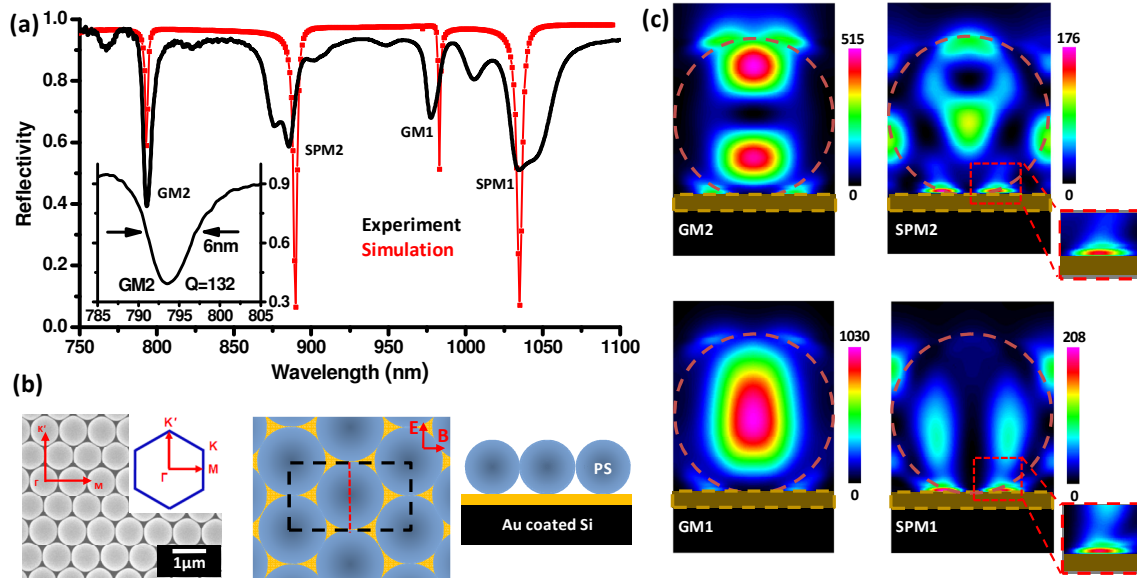 (a)
1.0
0.8
0.6
0.4
0.2
0.0
Reflectivity
750 800 850 900 950 1000 1050 1100
Wavelength (nm)
GM2
SPM2
GM1
SPM1
Experiment
Simulation
0.9
0.6
0.3
6nm
GM2 Q=132
785 790 795 800 805
(b)
K'
Γ
M
K'
K
M
Γ
1µm
E
B
PS
Au coated Si
(c)
515
0
GM2
176
0
SPM2
1030
0
GM1
208
0
SPM1